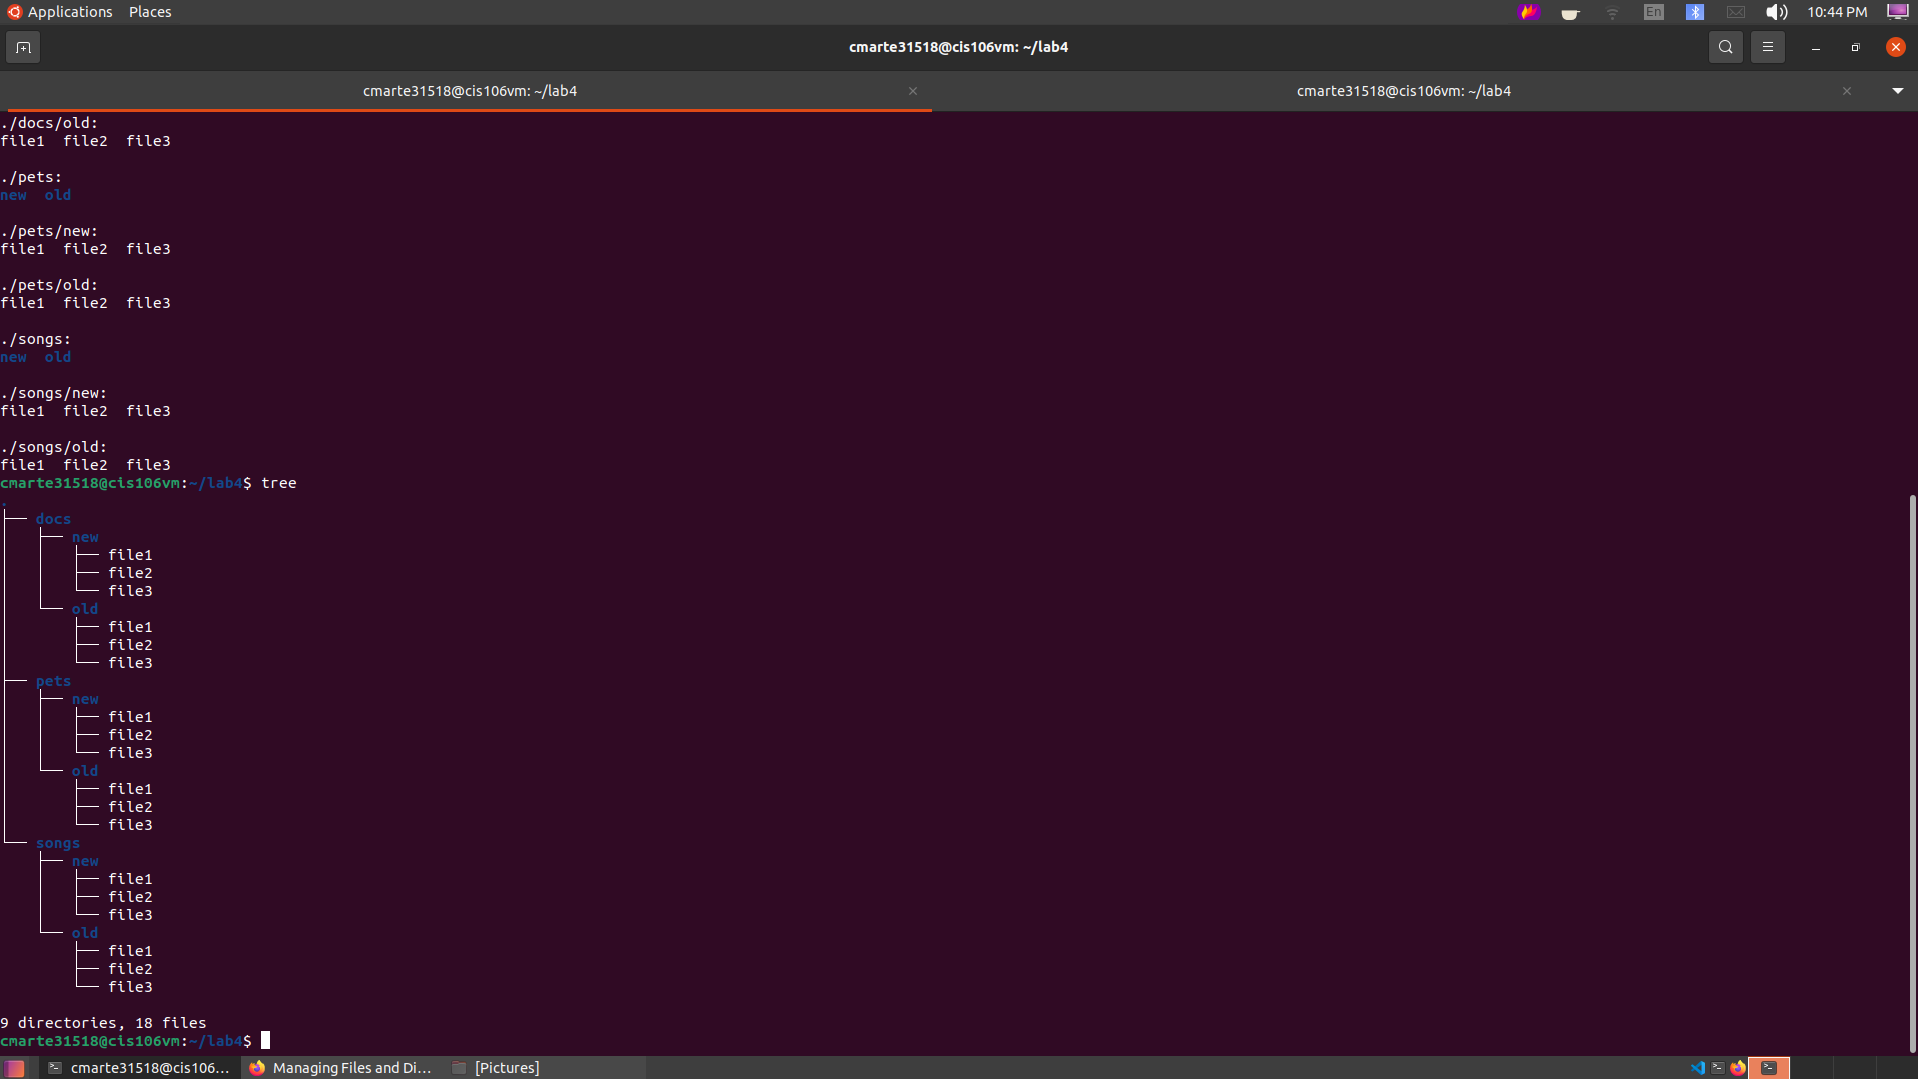 Applications Places
En
10:44 PM
cmarte31518@cis106vm: ~/lab4
cmarte31518@cis106vm: ~/lab4
cmarte31518@cis106vm: ~/lab4
./docs/old:
file1 file2 file3
./pets:
new old
./pets/new:
file1 file2 file3
./pets/old:
file1 file2 file3
./songs:
new old
./songs/new:
file1 file2 file3
./songs/old:
file1 file2 file3
cmarte31518@cis106vm:~/lab4$ tree
.
├── docs
│   ├── new
│   │   ├── file1
│   │   ├── file2
│   │   └── file3
│   └── old
│       ├── file1
│       ├── file2
│       └── file3
├── pets
│   ├── new
│   │   ├── file1
│   │   ├── file2
│   │   └── file3
│   └── old
│       ├── file1
│       ├── file2
│       └── file3
└── songs
    ├── new
    │   ├── file1
    │   ├── file2
    │   └── file3
    └── old
        ├── file1
        ├── file2
        └── file3
9 directories, 18 files
cmarte31518@cis106vm:~/lab4$
cmarte31518@cis106...
Managing Files and Di...
[Pictures]